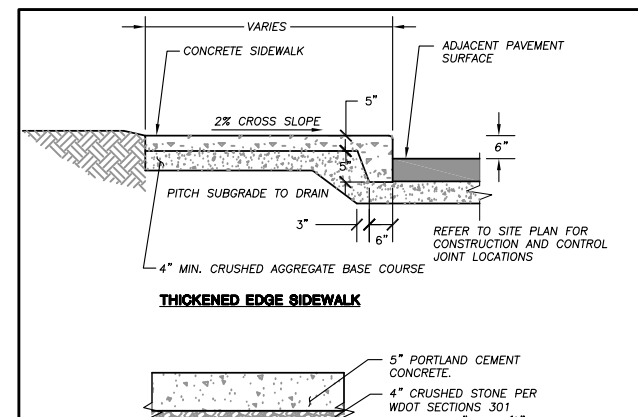 VARIES
CONCRETE SIDEWALK
ADJACENT PAVEMENT
SURFACE
5"
2% CROSS SLOPE
6"
5"
PITCH SUBGRADE TO DRAIN
3"
6"
REFER TO SITE PLAN FOR
CONSTRUCTION AND CONTROL
JOINT LOCATIONS
4" MIN. CRUSHED AGGREGATE BASE COURSE
THICKENED EDGE SIDEWALK
5" PORTLAND CEMENT
CONCRETE.
4" CRUSHED STONE PER
WDOT SECTIONS 301